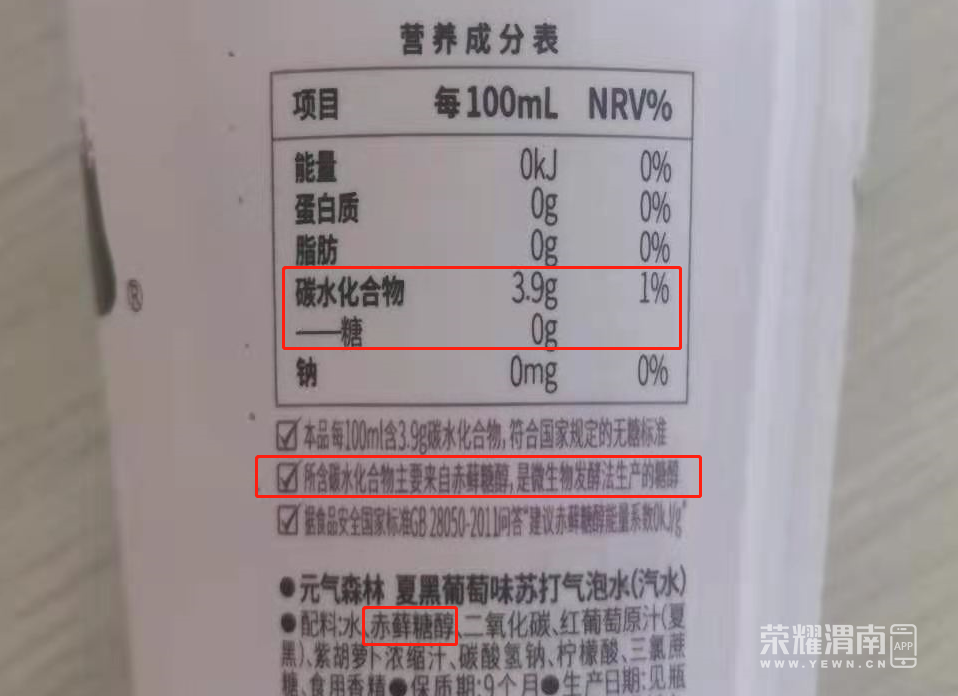 营养成分表
项目 每100mL NRV%
能量 0kJ 0%
蛋白质 0g 0%
脂肪 0g 0%
碳水化合物 3.9g 1%
——糖 0g
钠 0mg 0%
®
☑本品每100ml含3.9g碳水化合物,符合国家规定的无糖标准
☑所含碳水化合物主要来自赤藓糖醇,是微生物发酵法生产的糖醇
☑据食品安全国家标准GB 28050-2011问答“建议赤藓糖醇能量系数0kJ/g”
●元气森林 夏黑葡萄味苏打气泡水(汽水)
●配料:水、赤藓糖醇、二氧化碳、红葡萄原汁(夏
黑)、紫胡萝卜浓缩汁、碳酸氢钠、柠檬酸、三氯蔗
糖、食用香精●保质期:9个月●生产日期:见瓶
荣耀渭南APP
WWW.YEWN.CN